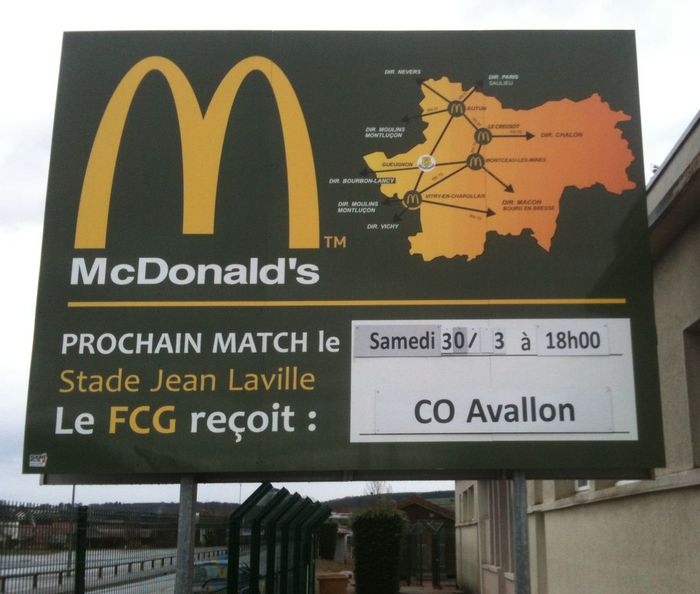 DIR. NEVERS
DIR. PARIS
SAULIEU
AUTUN
LE CREUSOT
DIR. MOULINS
MONTLUÇON
DIR. CHALON
GUEUGNON
MONTCEAU-LES-MINES
DIR. BOURBON-LANCY
VITRY-EN-CHAROLLAIS
DIR. MACON
BOURG EN BRESSE
DIR. MOULINS
MONTLUÇON
DIR. VICHY
TM
McDonald's
PROCHAIN MATCH le Samedi 30/ 3 à 18h00
Stade Jean Laville
Le FCG reçoit : CO Avallon